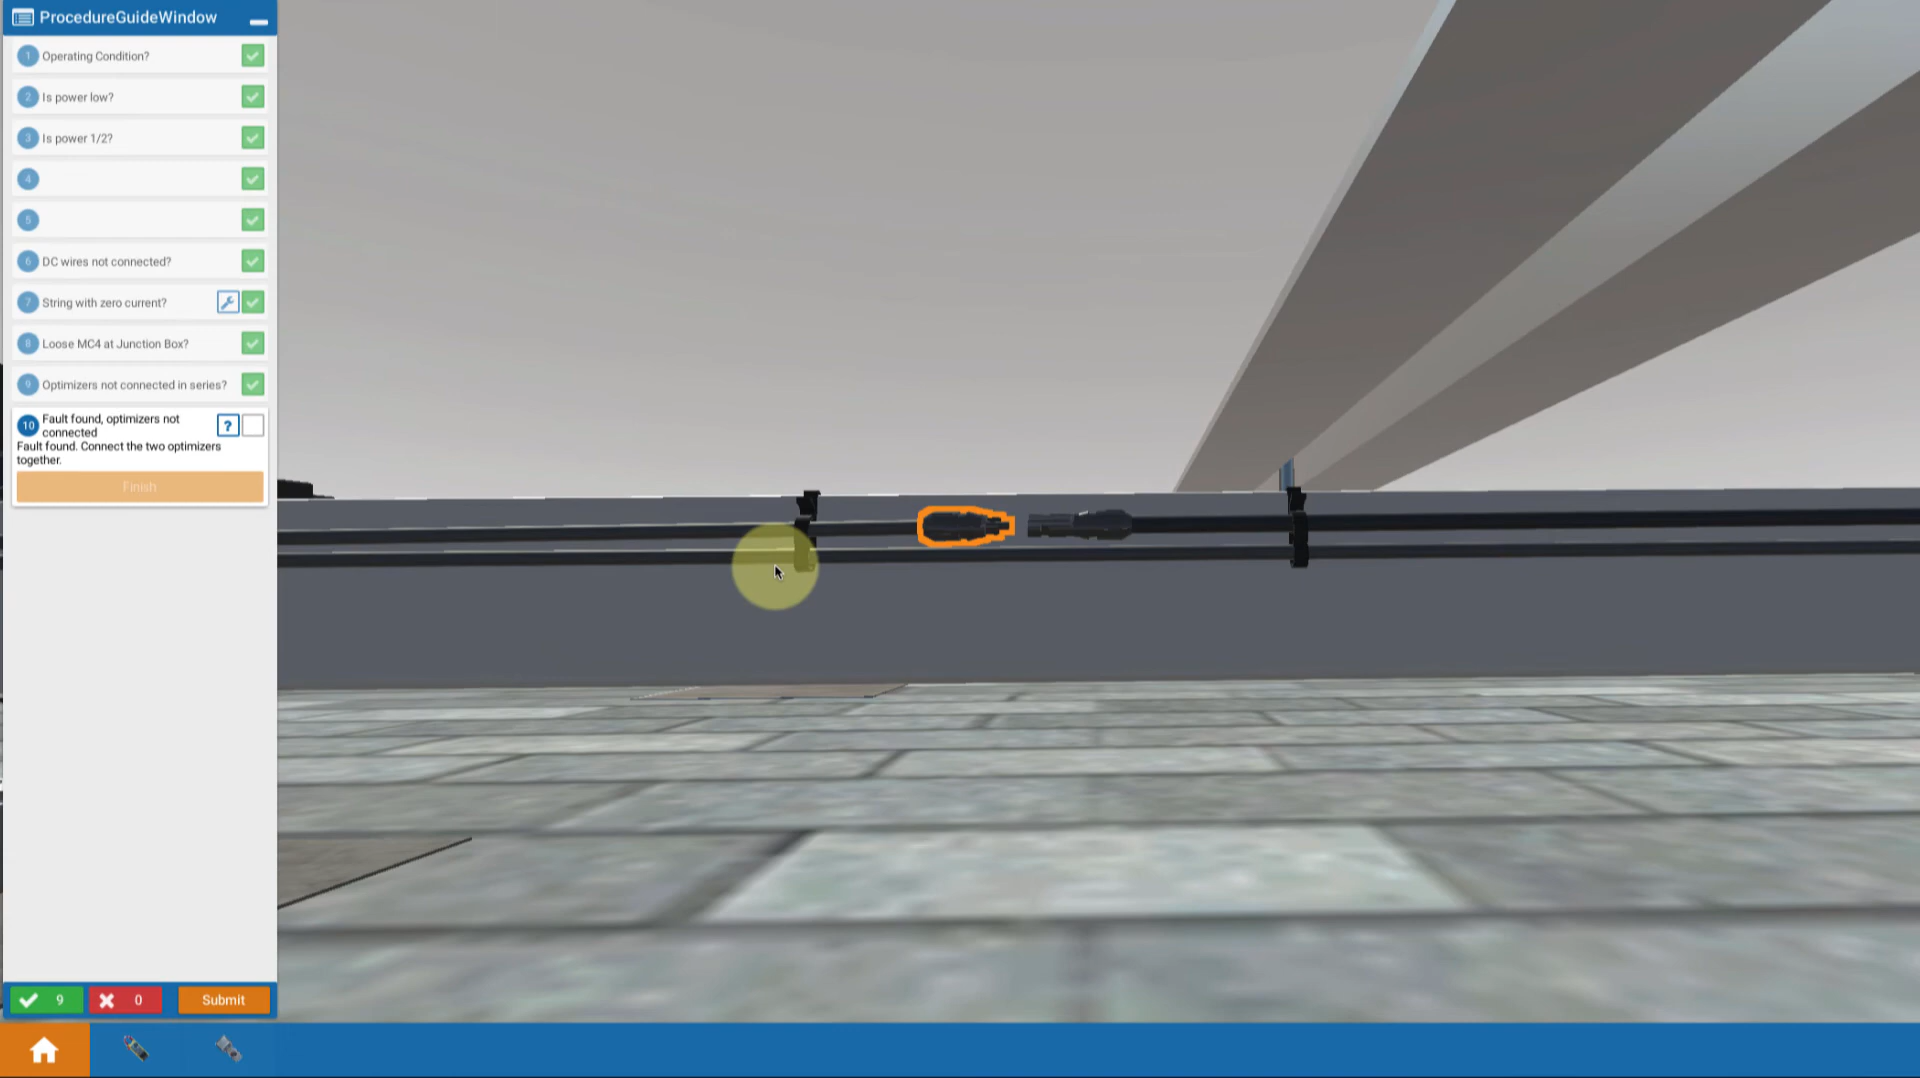 ProcedureGuideWindow
1 Operating Condition?
2 Is power low?
3 Is power 1/2?
4
5
6 DC wires not connected?
7 String with zero current?
8 Loose MC4 at Junction Box?
9 Optimizers not connected in series?
10 Fault found, optimizers not
connected
?
Fault found. Connect the two optimizers
together.
Finish
9
0
Submit